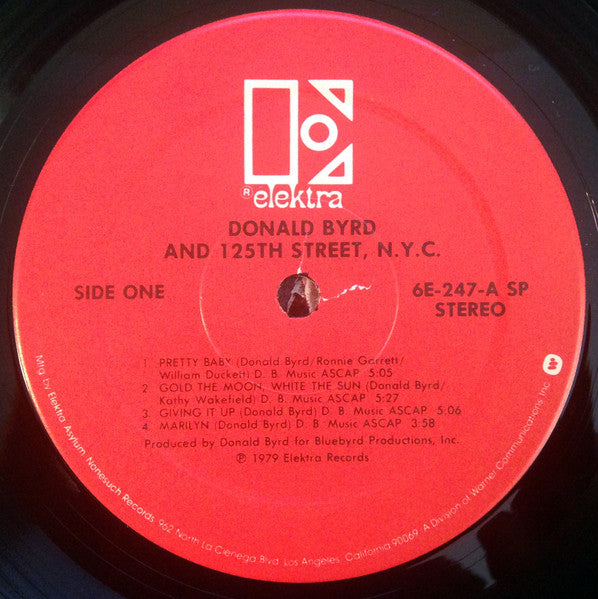 ® elektra
DONALD BYRD
AND 125TH STREET, N.Y.C.
SIDE ONE
6E-247-A SP
STEREO
1. PRETTY BABY (Donald Byrd/Ronnie Garrett/
William Duckett) D. B. Music ASCAP 5:05
2. GOLD THE MOON, WHITE THE SUN (Donald Byrd/
Kathy Wakefield) D. B. Music ASCAP 5:27
3. GIVING IT UP (Donald Byrd) D. B. Music ASCAP 5:06
4. MARILYN (Donald Byrd) D. B. Music ASCAP 3:58
Produced by Donald Byrd for Bluebyrd Productions, Inc.
℗ 1979 Elektra Records
Mfg by Elektra Asylum Nonesuch Records 962 North La Cienega Blvd. Los Angeles, California 90069 A Division of Warner Communications Inc.